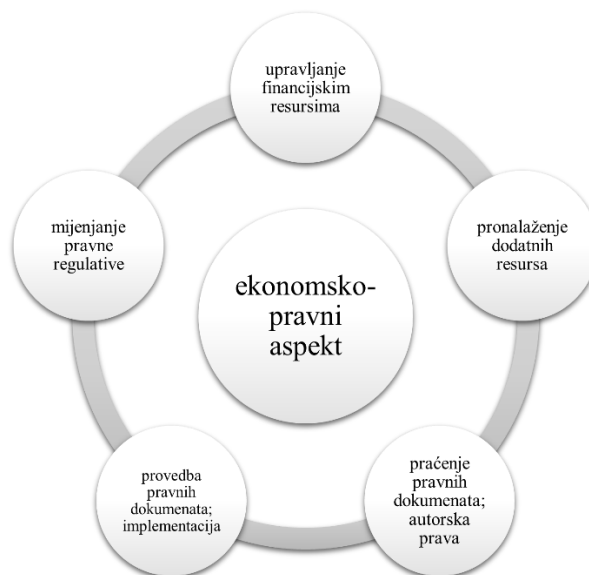 upravljanje
financijskim
resursima
pronalaženje
dodatnih
resursa
praćenje
pravnih
dokumenata;
autorska
prava
provedba
pravnih
dokumenata;
implementacija
mijenjanje
pravne
regulative
ekonomsko-
pravni
aspekt